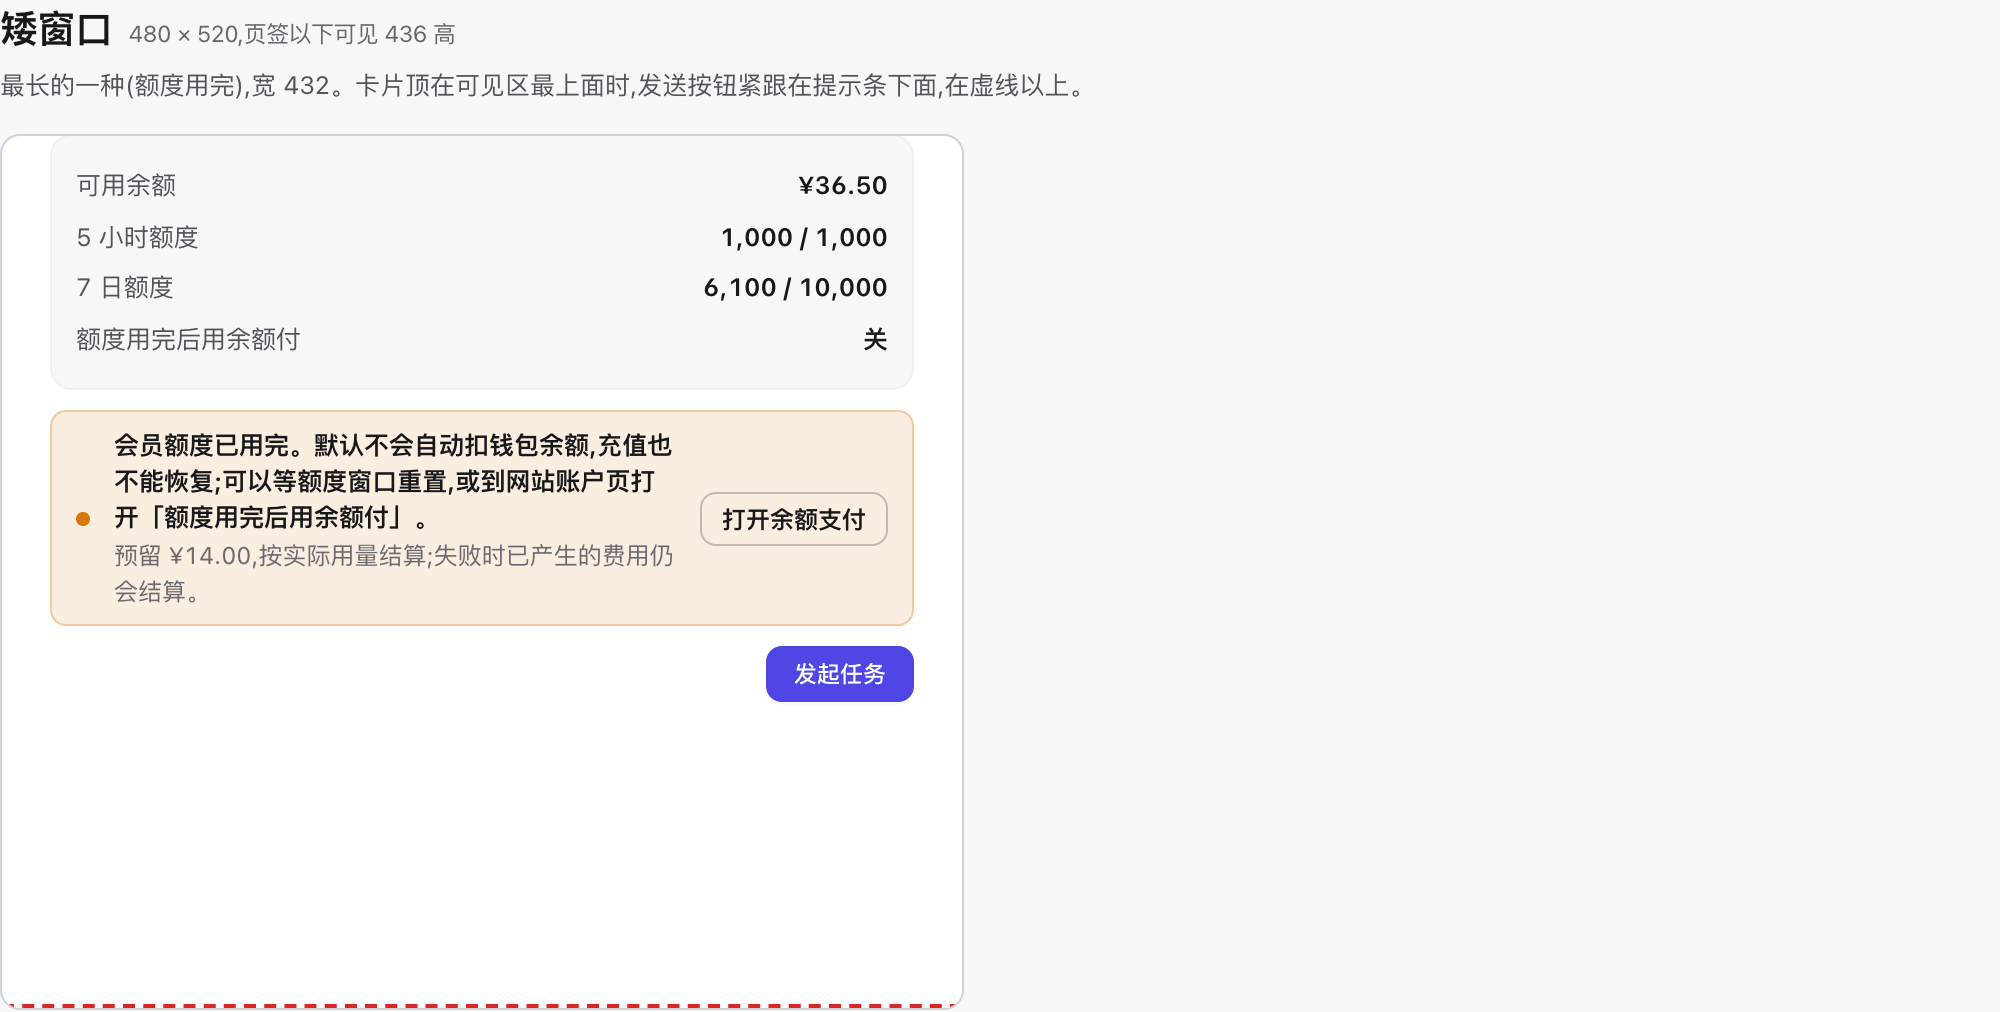 矮窗口 480 × 520,页签以下可见 436 高
最长的一种(额度用完),宽 432。卡片顶在可见区最上面时,发送按钮紧跟在提示条下面,在虚线以上。
可用余额 ¥36.50
5 小时额度 1,000 / 1,000
7 日额度 6,100 / 10,000
额度用完后用余额付 关
会员额度已用完。默认不会自动扣钱包余额,充值也
不能恢复;可以等额度窗口重置,或到网站账户页打
开「额度用完后用余额付」。
预留 ¥14.00,按实际用量结算;失败时已产生的费用仍
会结算。
打开余额支付
发起任务